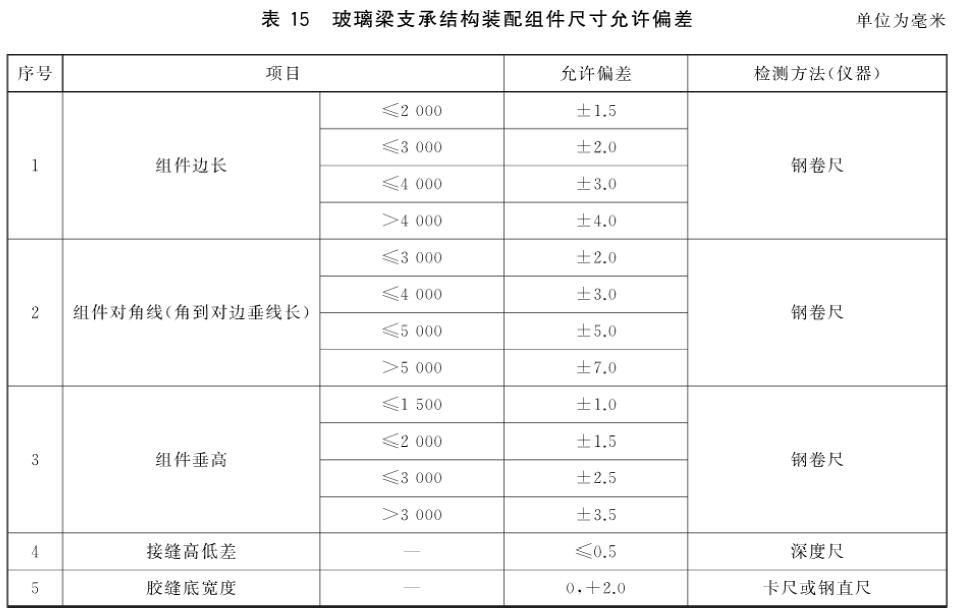 表 15 玻璃梁支承结构装配组件尺寸允许偏差 单位为毫米
序号 项目 允许偏差 检测方法(仪器)
1 组件边长 ≤2 000 ±1.5 钢卷尺
≤3 000 ±2.0
≤4 000 ±3.0
>4 000 ±4.0
2 组件对角线(角到对边垂线长) ≤3 000 ±2.0 钢卷尺
≤4 000 ±3.0
≤5 000 ±5.0
>5 000 ±7.0
3 组件垂高 ≤1 500 ±1.0 钢卷尺
≤2 000 ±1.5
≤3 000 ±2.5
>3 000 ±3.5
4 接缝高低差 — ≤0.5 深度尺
5 胶缝底宽度 — 0,+2.0 卡尺或钢直尺